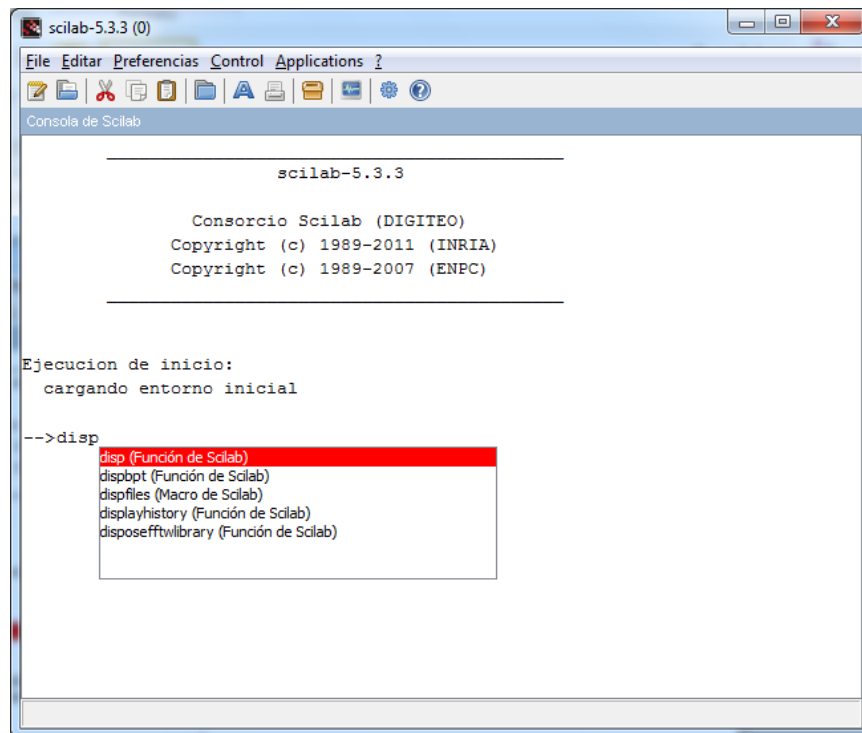 scilab-5.3.3 (0)
File Editar Preferencias Control Applications ?
Consola de Scilab
scilab-5.3.3
Consorcio Scilab (DIGITEO)
Copyright (c) 1989-2011 (INRIA)
Copyright (c) 1989-2007 (ENPC)
Ejecucion de inicio:
cargando entorno inicial
-->disp
disp (Función de Scilab)
dispbpt (Función de Scilab)
dispfiles (Macro de Scilab)
displayhistory (Función de Scilab)
disposefftwlibrary (Función de Scilab)